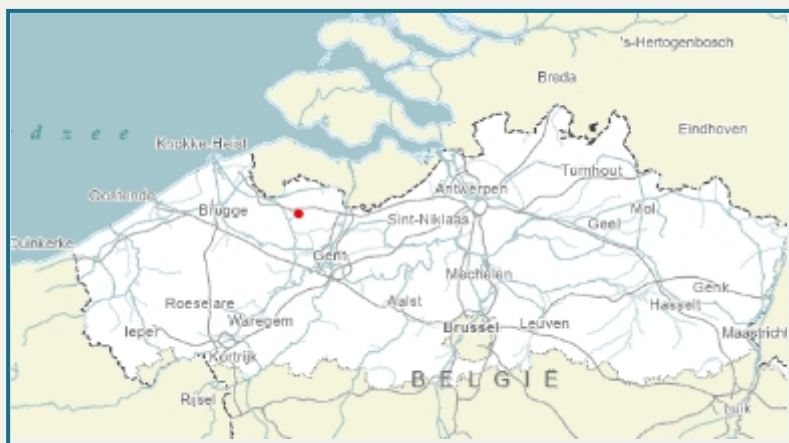 's-Hertogenbosch
Breda
Eindhoven
d z e e
Knokke-Heist
Turnhout
Antwerpen
Oostende
Brugge
Mol
Sint-Niklaas
Geel
Duinkerke
Gent
Mechelen
Genk
Roeselare
Aalst
Hasselt
Waregem
Brussel
Leuven
Ieper
Maastricht
Kortrijk
BELGIË
Rijsel
Luik